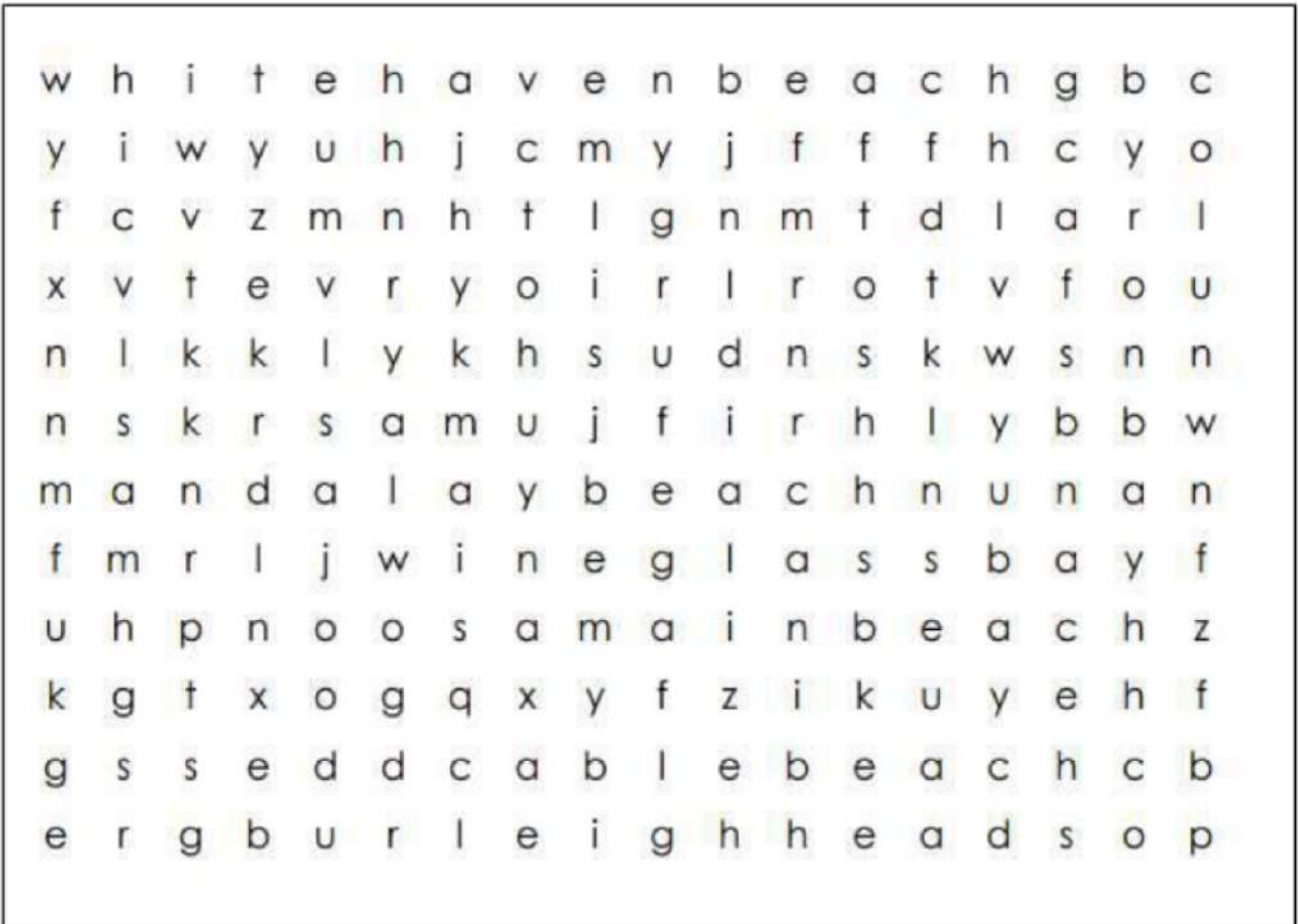 w h i t e h a v e n b e a c h g b c
y i w y u h j c m y j f f f h c y o
f c v z m n h t l g n m t d l a r l
x v t e v r y o i r l r o t v f o u
n l k k l y k h s u d n s k w s n n
n s k r s a m u j f i r h l y b b w
m a n d a l a y b e a c h n u n a n
f m r l j w i n e g l a s s b a y f
u h p n o o s a m a i n b e a c h z
k g t x o g q x y f z i k u y e h f
g s s e d d c a b l e b e a c h c b
e r g b u r l e i g h h e a d s o p